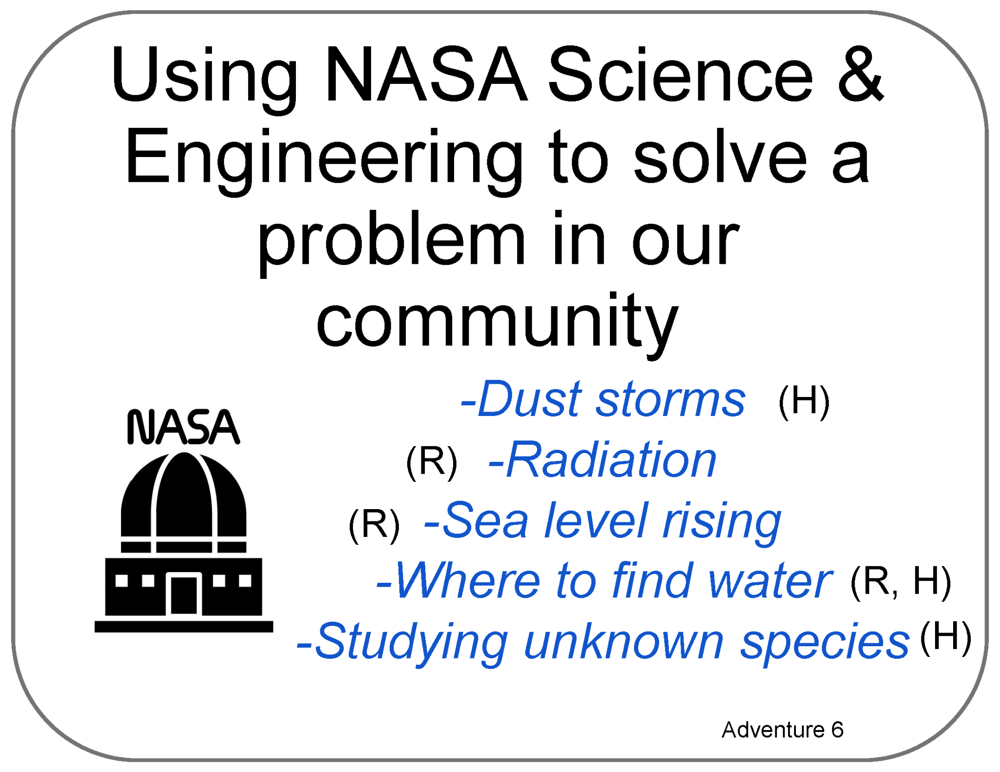 Using NASA Science &
Engineering to solve a
problem in our
community
-Dust storms (H)
(R) -Radiation
(R) -Sea level rising
-Where to find water (R, H)
-Studying unknown species (H)
NASA
Adventure 6